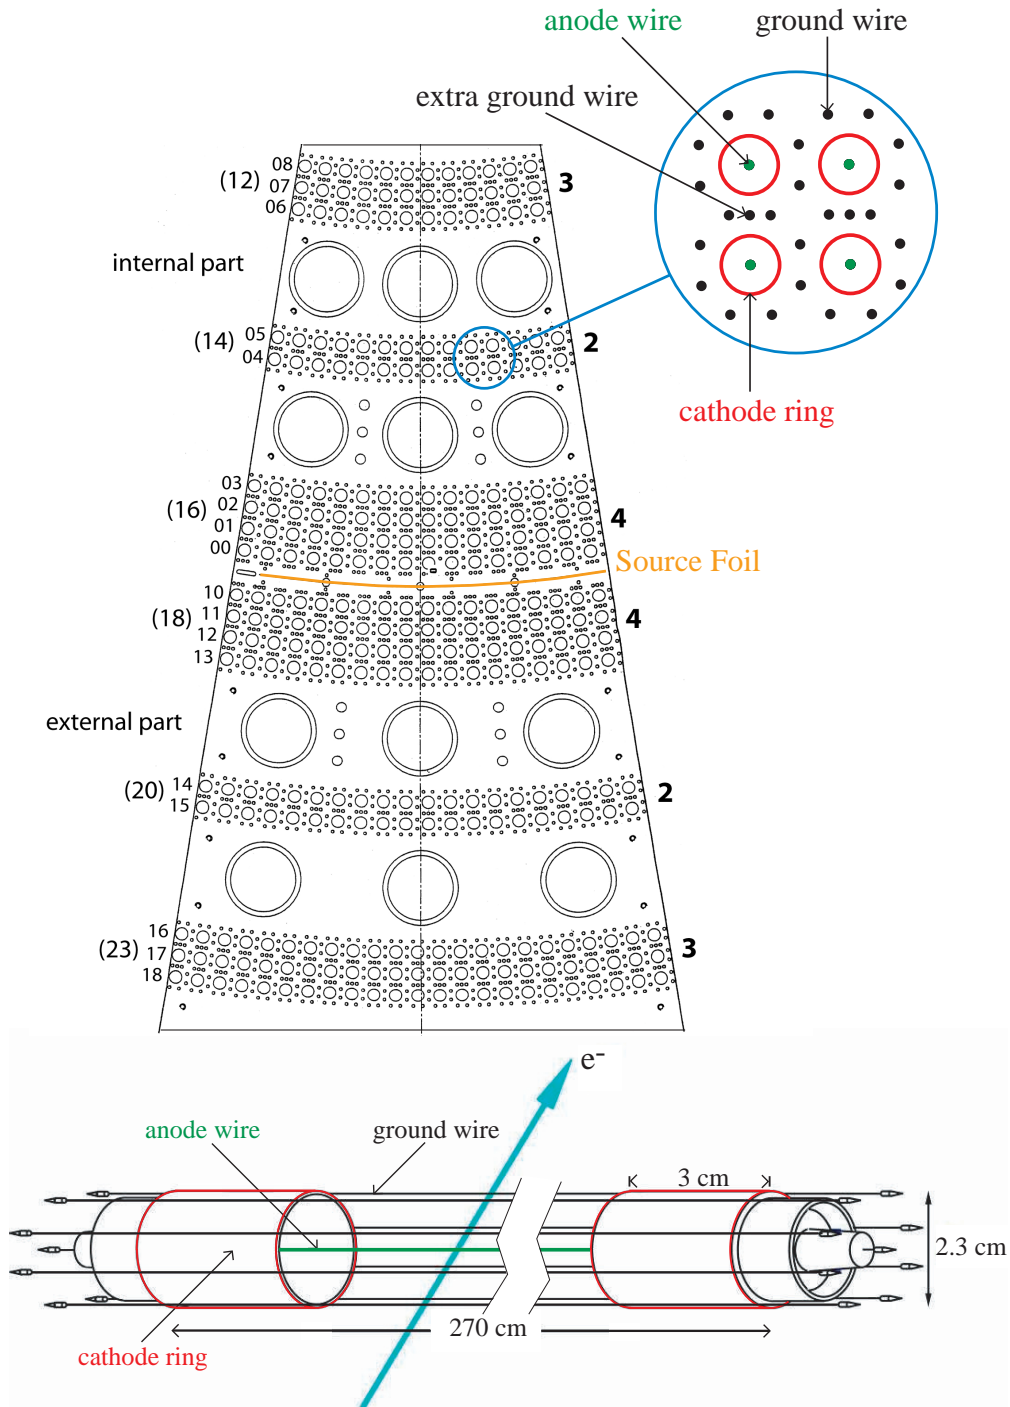 anode wire
ground wire
extra ground wire
08
(12)
07
3
06
internal part
(14)
05
04
2
cathode ring
03
(16)
02
01
00
4
Source Foil
10
(18)
11
12
13
4
external part
(20)
14
15
2
16
(23)
17
18
3
e-
anode wire
ground wire
3 cm
2.3 cm
270 cm
cathode ring